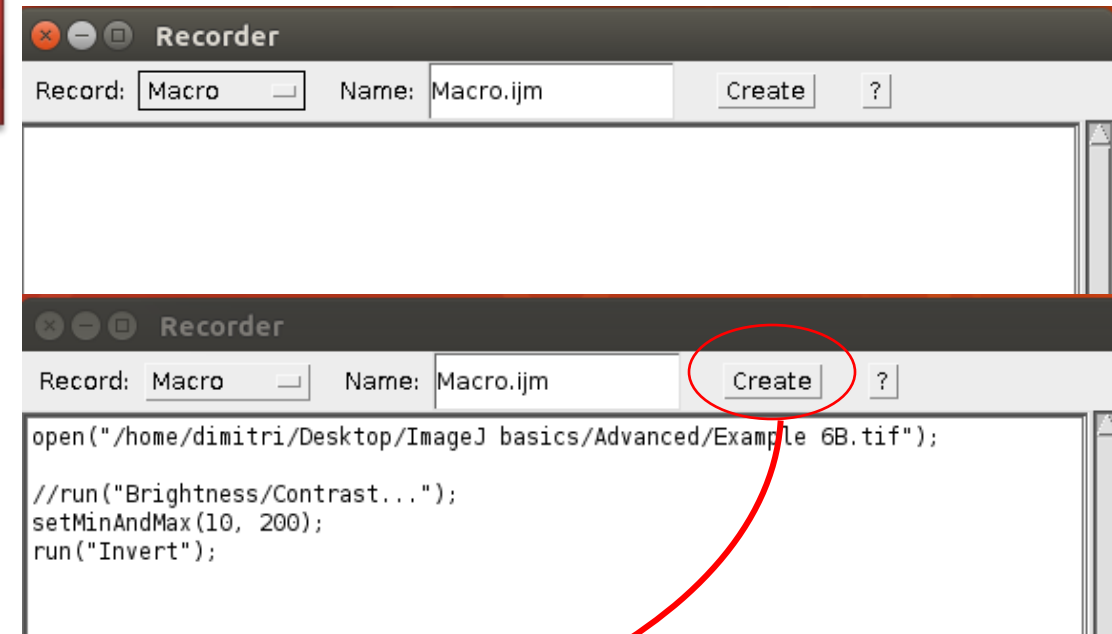 Recorder
Record: Macro Name: Macro.ijm Create ?
Recorder
Record: Macro Name: Macro.ijm Create ?
open("/home/dimitri/Desktop/ImageJ basics/Advanced/Example 6B.tif");
//run("Brightness/Contrast...");
setMinAndMax(10, 200);
run("Invert");